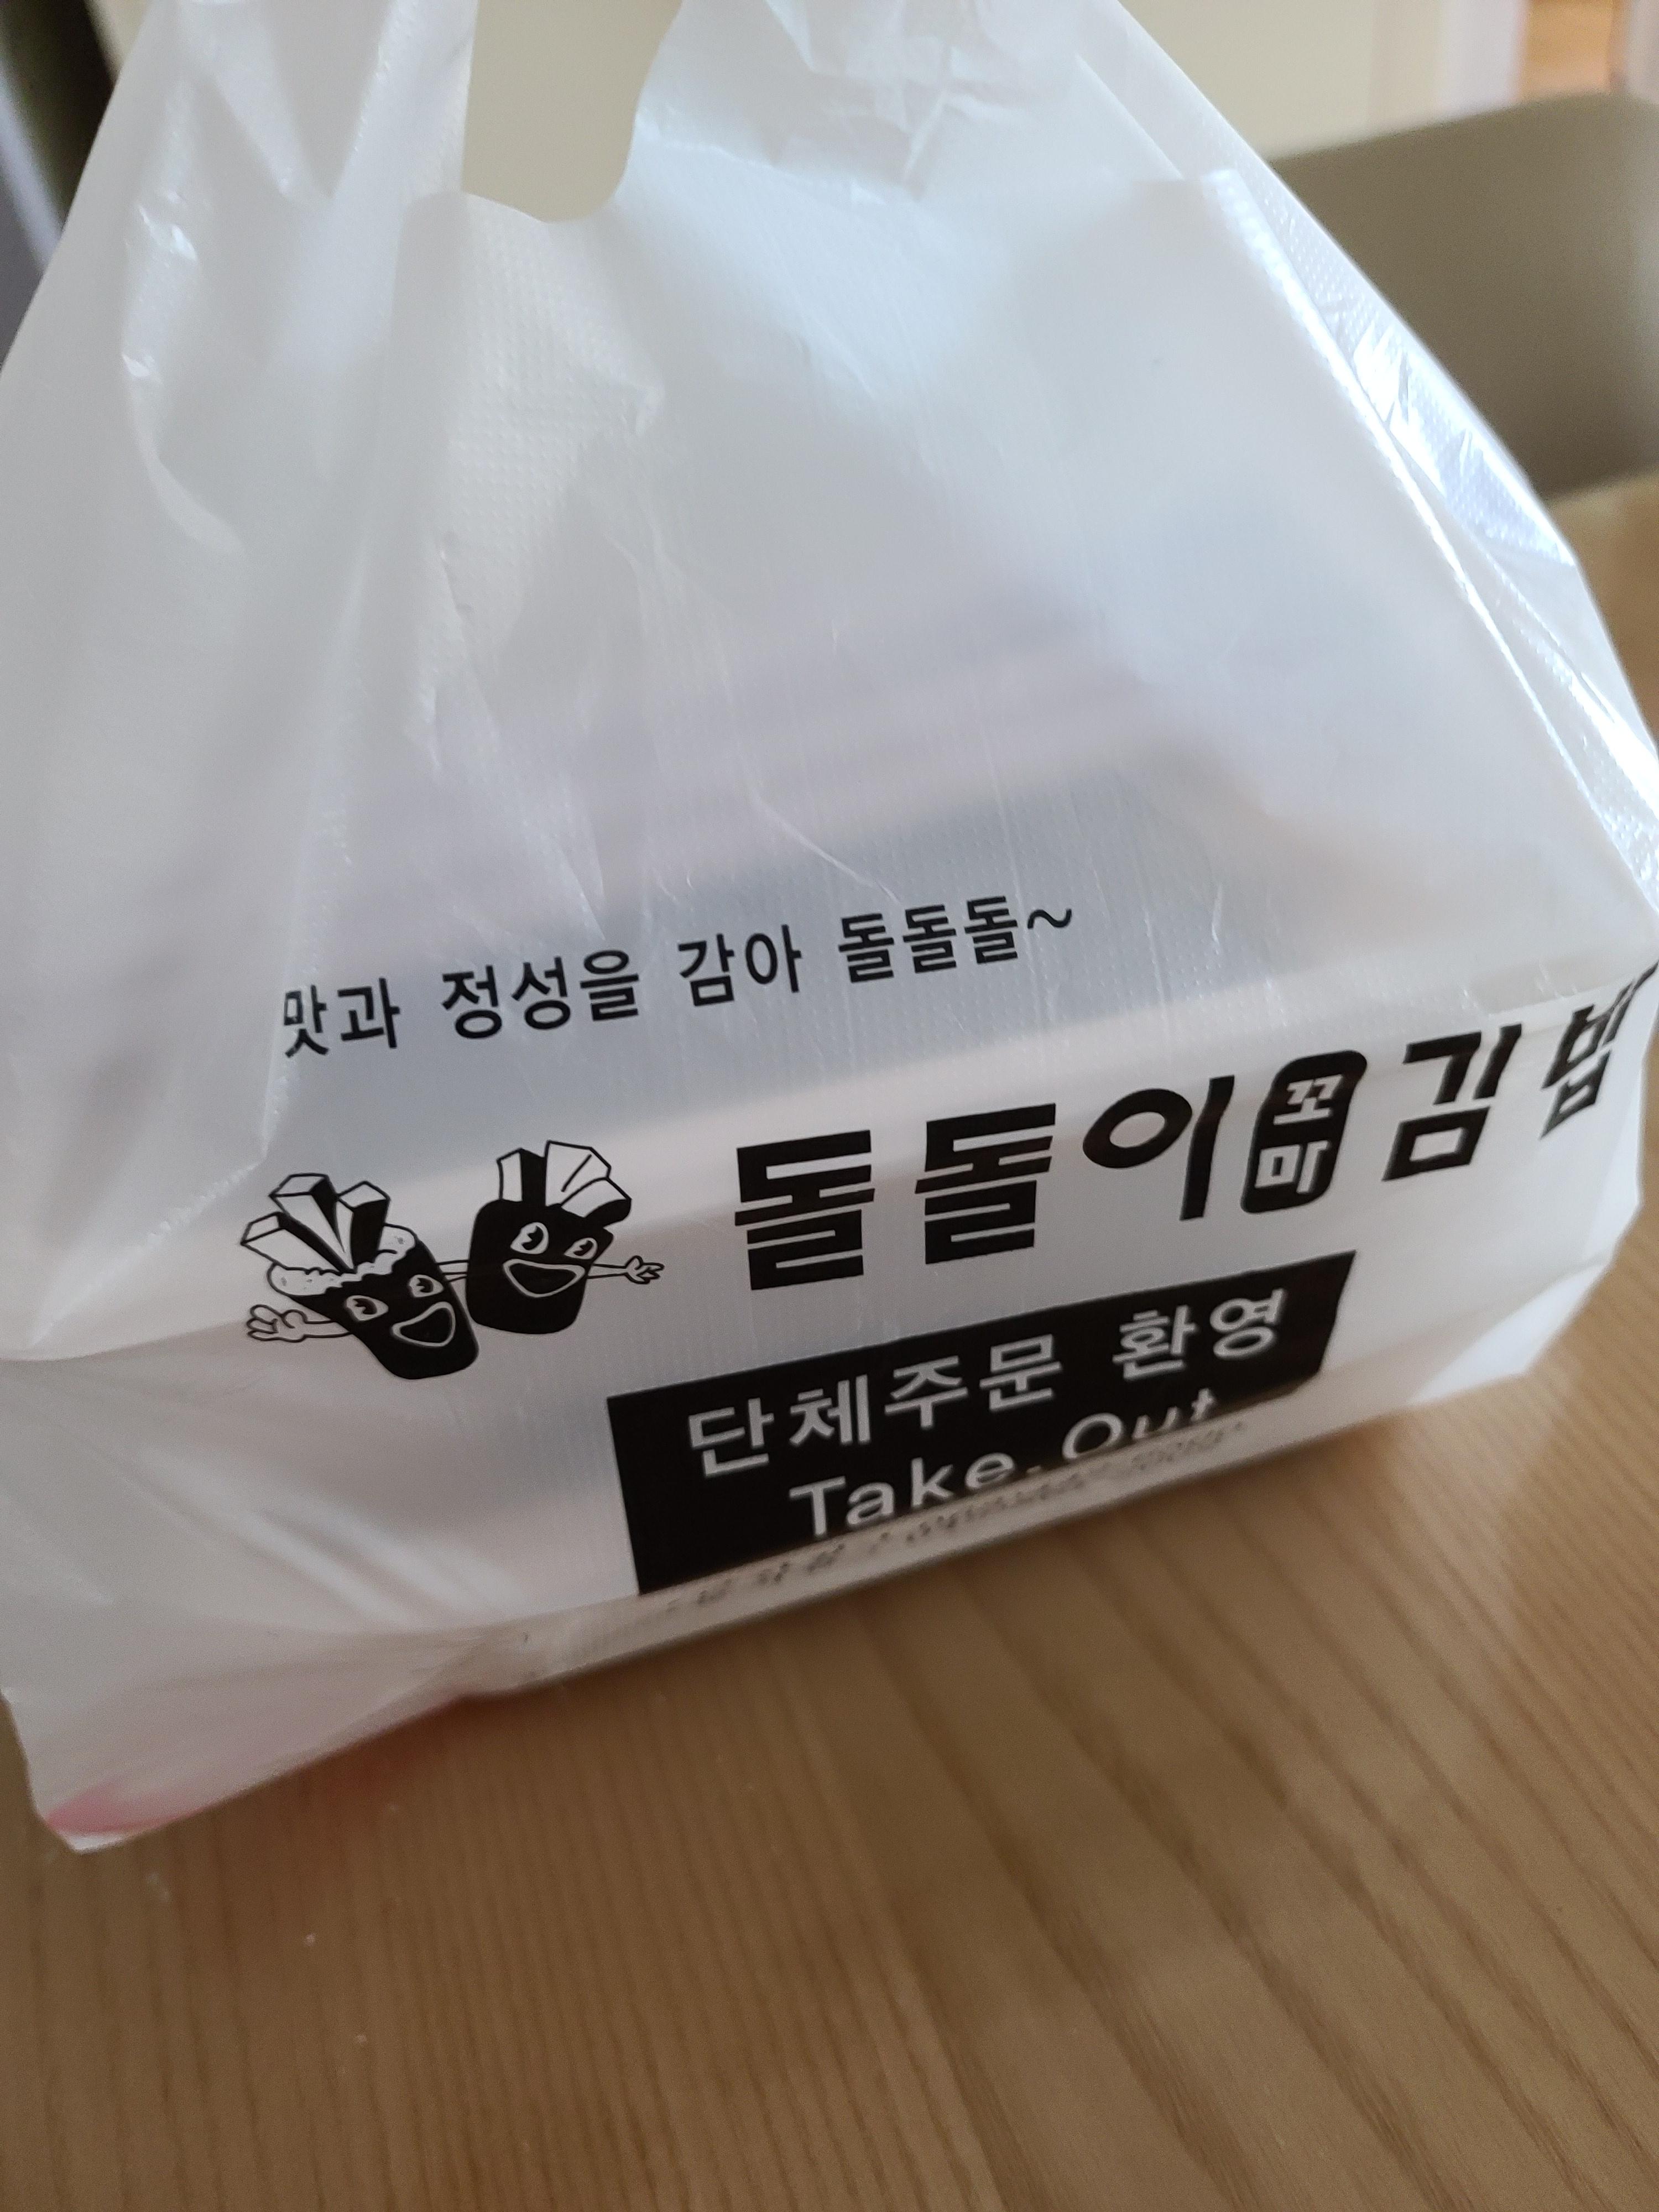 맛과 정성을 감아 돌돌돌~
돌돌이꼬마김밥
단체주문 환영
Take. Out